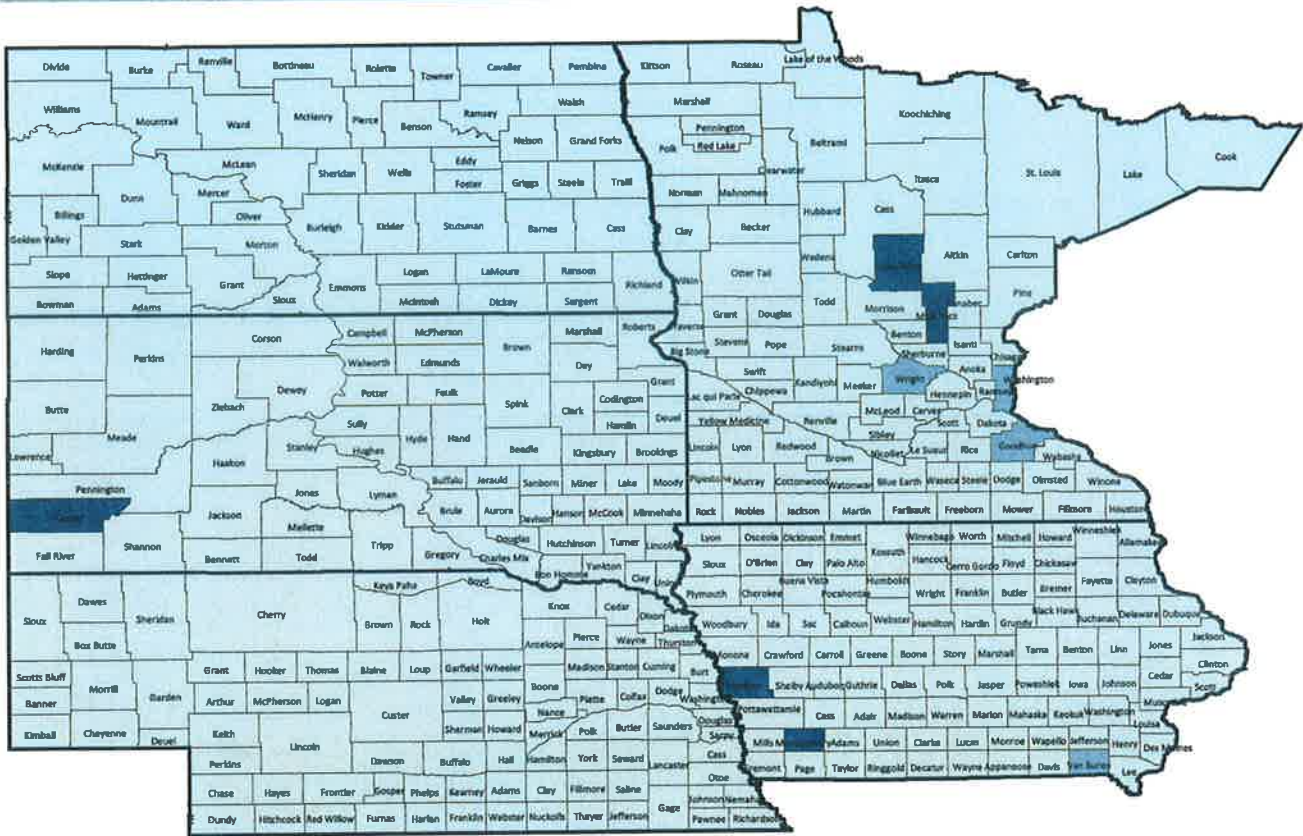 Divide Burke Renville Bottineau Rolette Towner Cavalier Pembina Kittson Roseau Lake of the Woods
Williams Mountrail Ward McHenry Pierce Benson Ramsey Walsh Marshall Koochiching
Nelson Grand Forks Polk Pennington Red Lake Beltrami Clearwater Itasca St. Louis Lake Cook
McKenzie McLean Sheridan Wells Eddy Foster Griggs Steele Traill Norman Mahnomen
Dunn Mercer Oliver Billings Golden Valley Stark Morton Burleigh Kidder Stutsman Barnes Cass Clay Becker Hubbard Cass
Slope Hettinger Grant Sioux Emmons Logan LaMoure Ransom Richland Wilkin Otter Tail Wadena Aitkin Carlton
Bowman Adams McIntosh Dickey Sargent Grant Douglas Todd Morrison Pine
Harding Perkins Corson Campbell McPherson Brown Marshall Roberts Stevens Pope Stearns Benton Isanti
Walworth Edmunds Day Big Stone Swift Sherburne Anoka Chisago
Butte Ziebach Dewey Potter Faulk Spink Clark Codington Grant Lac qui Parle Chippewa Kandiyohi Meeker Wright Hennepin Ramsey Washington
Meade Sully Hyde Hand Hamlin Deuel Yellow Medicine Renville McLeod Carver Scott Dakota
Lawrence Haakon Stanley Hughes Beadle Kingsbury Brookings Lincoln Lyon Redwood Brown Sibley Nicollet Le Sueur Rice Goodhue Wabasha
Pennington Jones Lyman Buffalo Jerauld Sanborn Miner Lake Moody Pipestone Murray Cottonwood Watonwan Blue Earth Waseca Steele Dodge Olmsted Winona
Jackson Mellette Brule Aurora Davison Hanson McCook Minnehaha Rock Nobles Jackson Martin Faribault Freeborn Mower Fillmore Houston
Fall River Shannon Bennett Todd Tripp Gregory Charles Mix Douglas Hutchinson Turner Lincoln Lyon Osceola Dickinson Emmet Kossuth Winnebago Worth Mitchell Howard Winneshiek Allamakee
Bon Homme Yankton Clay Union Sioux O'Brien Clay Palo Alto Hancock Cerro Gordo Floyd Chickasaw
Keya Paha Boyd Plymouth Cherokee Buena Vista Pocahontas Humboldt Wright Franklin Butler Bremer Fayette Clayton
Sioux Dawes Sheridan Cherry Brown Rock Holt Knox Cedar Dixon Dakota Woodbury Ida Sac Calhoun Webster Hamilton Hardin Grundy Black Hawk Buchanan Delaware Dubuque
Box Butte Antelope Pierce Wayne Thurston Monona Crawford Carroll Greene Boone Story Marshall Tama Benton Linn Jones Jackson
Scotts Bluff Morrill Garden Grant Hooker Thomas Blaine Loup Garfield Wheeler Madison Stanton Cuming Burt Clinton
Banner Arthur McPherson Logan Custer Valley Greeley Boone Nance Platte Colfax Dodge Washington Shelby Audubon Guthrie Dallas Polk Jasper Poweshiek Iowa Johnson Cedar Scott
Kimball Cheyenne Deuel Keith Lincoln Sherman Howard Merrick Polk Butler Saunders Douglas Sarpy Pottawattamie Cass Adair Madison Warren Marion Mahaska Keokuk Washington Louisa
Perkins Dawson Buffalo Hall Hamilton York Seward Lancaster Cass Otoe Mills Adams Union Clarke Lucas Monroe Wapello Jefferson Henry Des Moines
Chase Hayes Frontier Gosper Phelps Kearney Adams Clay Fillmore Saline Gage Johnson Nemaha Fremont Page Taylor Ringgold Decatur Wayne Appanoose Davis Van Buren Lee
Dundy Hitchcock Red Willow Furnas Harlan Franklin Webster Nuckolls Thayer Jefferson Pawnee Richardson